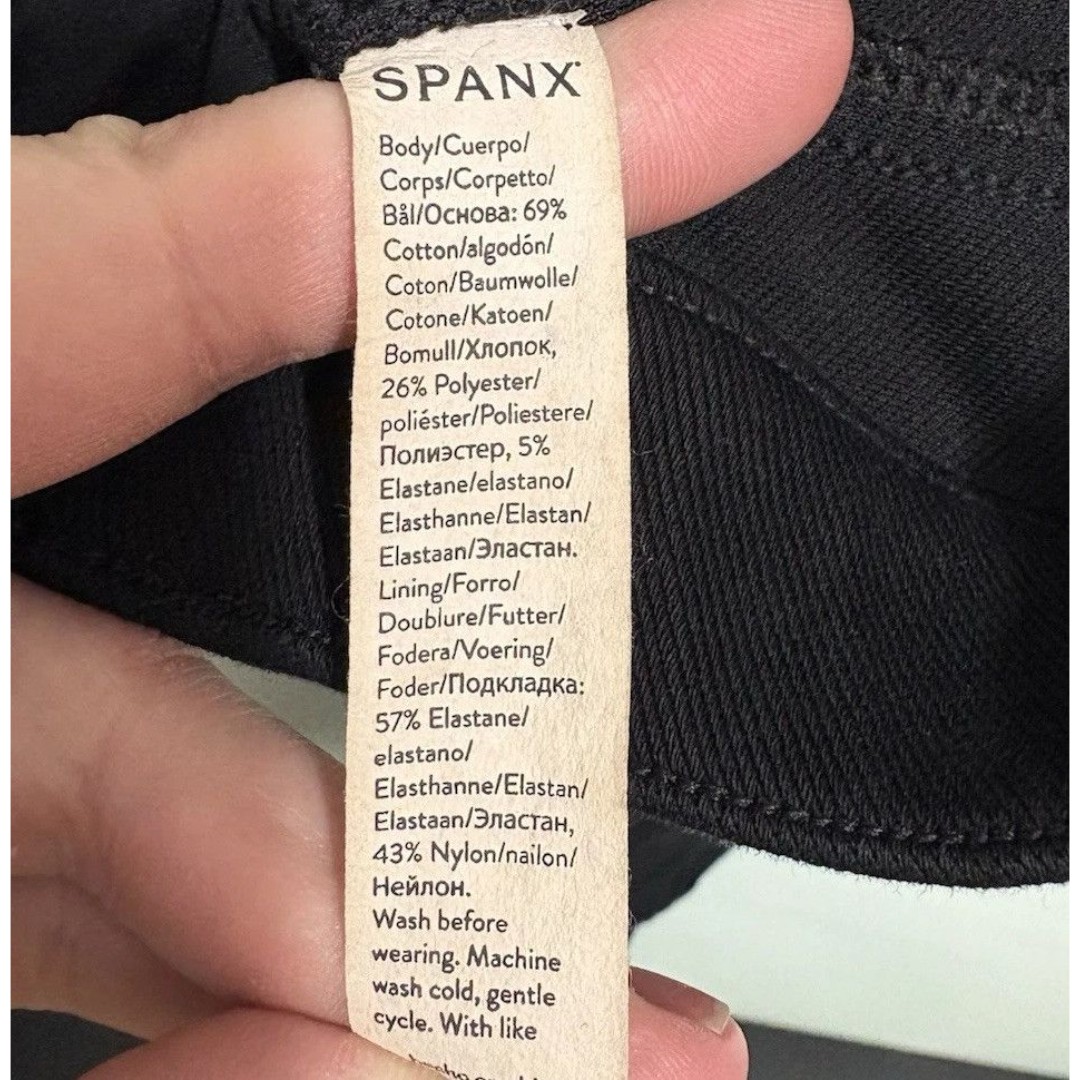 SPANX
Body/Cuerpo/
Corps/Corpetto/
Bål/Основа: 69%
Cotton/algodón/
Coton/Baumwolle/
Cotone/Katoen/
Bomull/Хлопок,
26% Polyester/
poliéster/Poliestere/
Полиэстер, 5%
Elastane/elastano/
Elasthanne/Elastan/
Elastaan/Эластан.
Lining/Forro/
Doublure/Futter/
Fodera/Voering/
Foder/Подкладка:
57% Elastane/
elastano/
Elasthanne/Elastan/
Elastaan/Эластан,
43% Nylon/nailon/
Нейлон.
Wash before
wearing. Machine
wash cold, gentle
cycle. With like